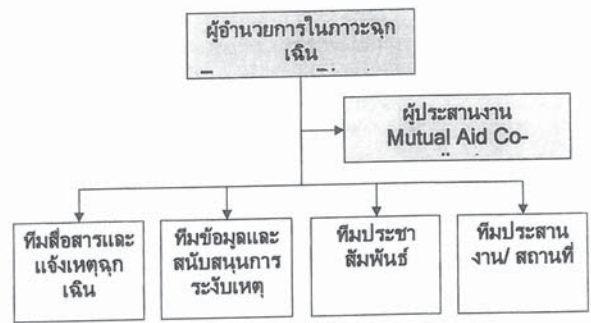 ผู้อำนวยการในภาวะฉุก
เฉิน
ผู้ประสานงาน
Mutual Aid Co-
ทีมสื่อสารและ
แจ้งเหตุฉุก
เฉิน
ทีมข้อมูลและ
สนับสนุนการ
ระงับเหตุ
ทีมประชา
สัมพันธ์
ทีมประสาน
งาน/ สถานที่